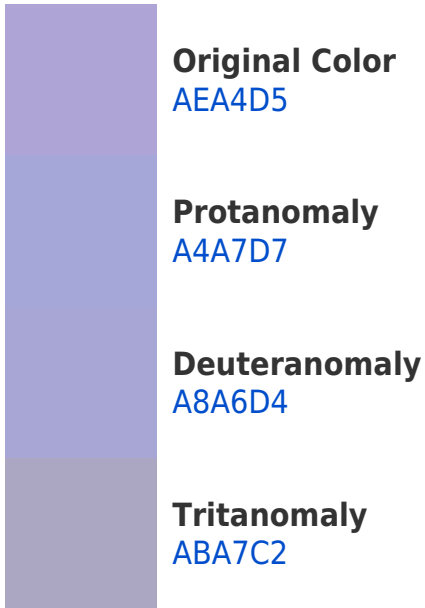 Original Color
AEA4D5
Protanomaly
A4A7D7
Deuteranomaly
A8A6D4
Tritanomaly
ABA7C2